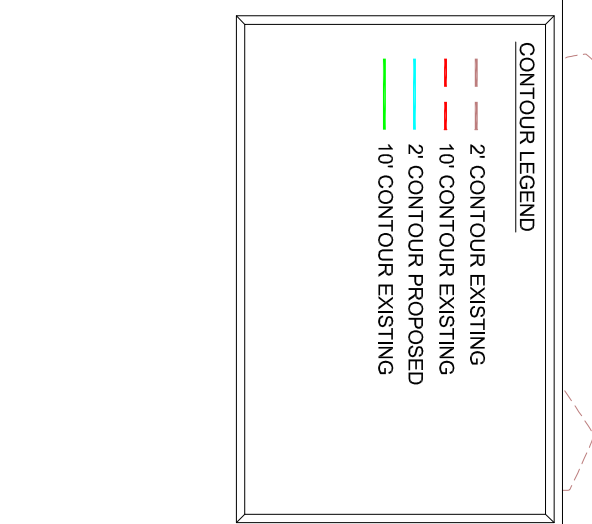 CONTOUR LEGEND
2' CONTOUR EXISTING
10' CONTOUR EXISTING
2' CONTOUR PROPOSED
10' CONTOUR EXISTING